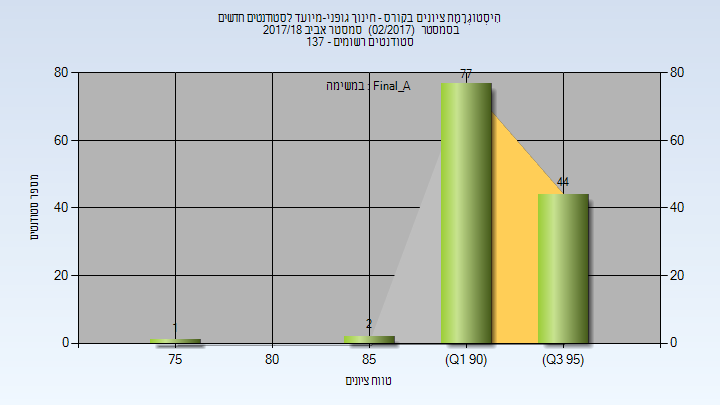 היסטוגרמת ציונים בקורס - חינוך גופני-מיועד לסטודנטים חדשים
בסמסטר (02/2017) סמסטר אביב 2017/18
סטודנטים רשומים - 137
במשימה : Final_A
80
60
40
20
0
80
60
40
20
0
מספר סטודנטים
1
2
77
44
75
80
85
(Q1 90)
(Q3 95)
טווח ציונים